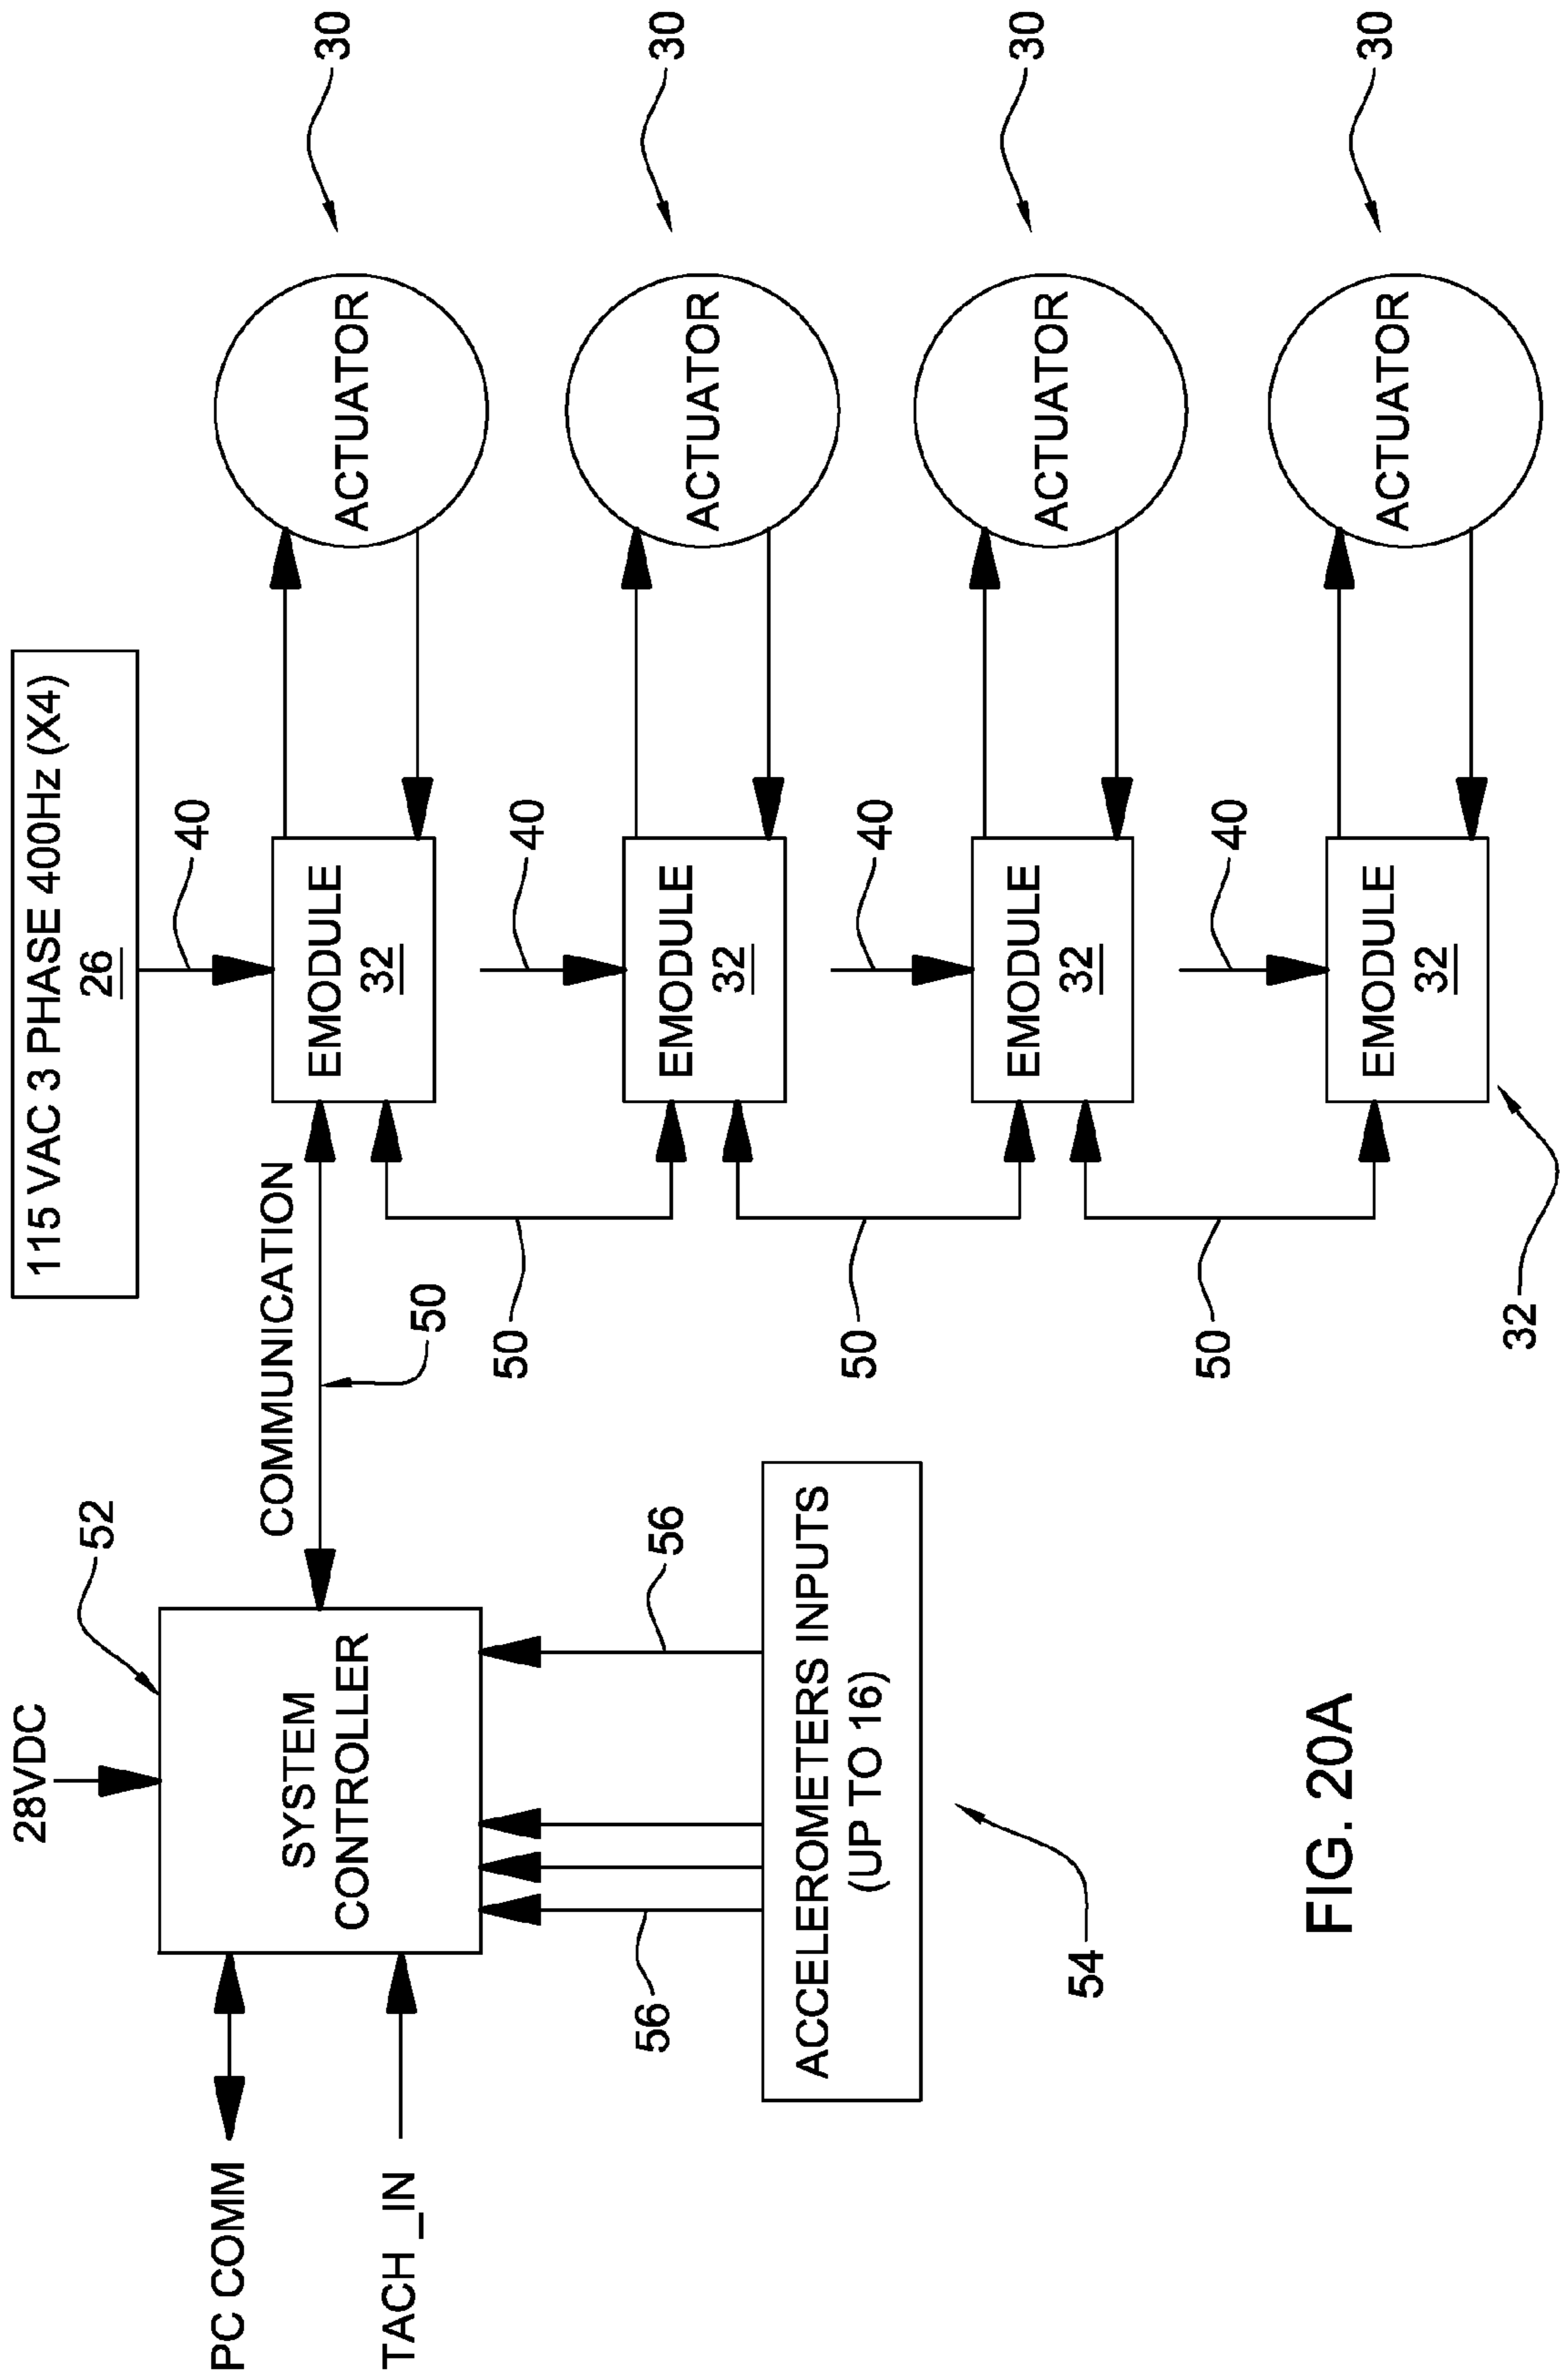 115 VAC 3 PHASE 400Hz (X4)
26
28VDC
52
40
30
PC COMM
SYSTEM
CONTROLLER
COMMUNICATION
EMODULE
32
ACTUATOR
TACH_IN
50
40
30
50
EMODULE
32
ACTUATOR
56
56
ACCELEROMETERS INPUTS
(UP TO 16)
40
30
50
EMODULE
32
ACTUATOR
54
40
30
50
EMODULE
32
ACTUATOR
32
FIG. 20A